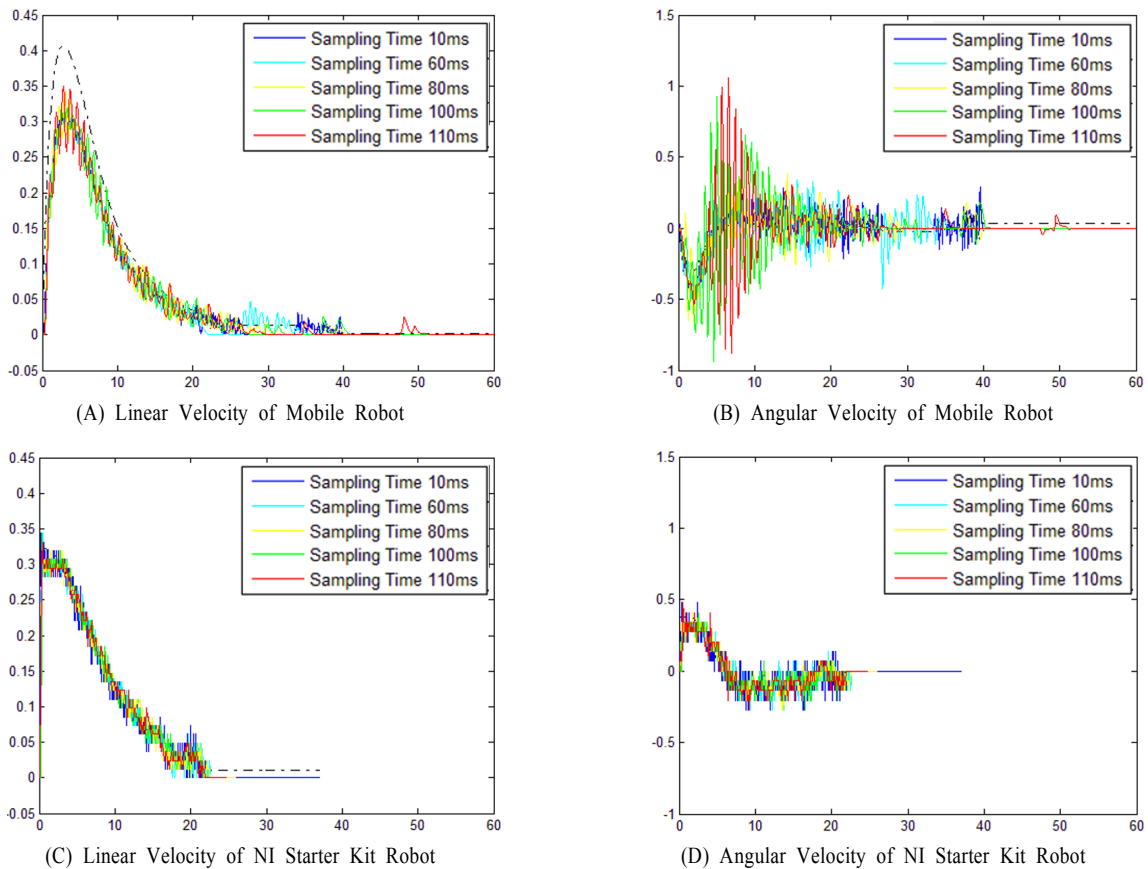 0.45
0.4
0.35
0.3
0.25
0.2
0.15
0.1
0.05
0
-0.05
0 10 20 30 40 50 60
Sampling Time 10ms
Sampling Time 60ms
Sampling Time 80ms
Sampling Time 100ms
Sampling Time 110ms
(A) Linear Velocity of Mobile Robot
1.5
1
0.5
0
-0.5
-1
0 10 20 30 40 50 60
Sampling Time 10ms
Sampling Time 60ms
Sampling Time 80ms
Sampling Time 100ms
Sampling Time 110ms
(B) Angular Velocity of Mobile Robot
0.45
0.4
0.35
0.3
0.25
0.2
0.15
0.1
0.05
0
-0.05
0 10 20 30 40 50 60
Sampling Time 10ms
Sampling Time 60ms
Sampling Time 80ms
Sampling Time 100ms
Sampling Time 110ms
(C) Linear Velocity of NI Starter Kit Robot
1.5
1
0.5
0
-0.5
-1
0 10 20 30 40 50 60
Sampling Time 10ms
Sampling Time 60ms
Sampling Time 80ms
Sampling Time 100ms
Sampling Time 110ms
(D) Angular Velocity of NI Starter Kit Robot